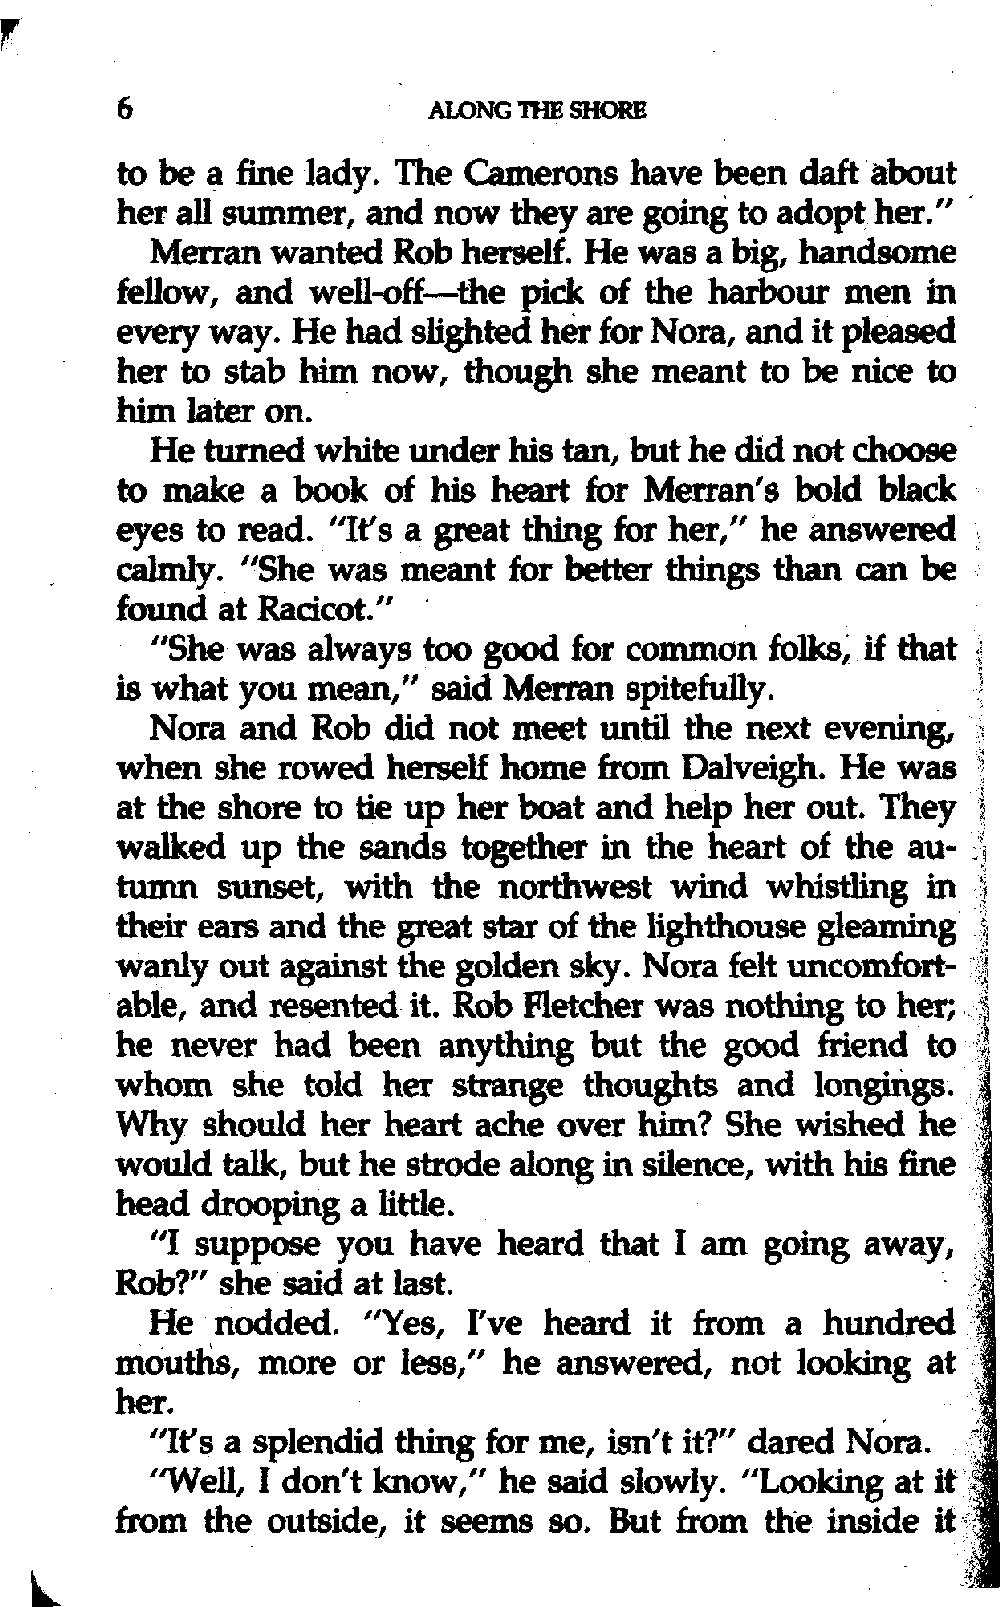 6 ALONG THE SHORE
to be a fine lady. The Camerons have been daft about
her all summer, and now they are going to adopt her."
Merran wanted Rob herself. He was a big, handsome
fellow, and well-off—the pick of the harbour men in
every way. He had slighted her for Nora, and it pleased
her to stab him now, though she meant to be nice to
him later on.
He turned white under his tan, but he did not choose
to make a book of his heart for Merran's bold black
eyes to read. "It's a great thing for her," he answered
calmly. "She was meant for better things than can be
found at Racicot."
"She was always too good for common folks, if that
is what you mean," said Merran spitefully.
Nora and Rob did not meet until the next evening,
when she rowed herself home from Dalveigh. He was
at the shore to tie up her boat and help her out. They
walked up the sands together in the heart of the au-
tumn sunset, with the northwest wind whistling in
their ears and the great star of the lighthouse gleaming
wanly out against the golden sky. Nora felt uncomfort-
able, and resented it. Rob Fletcher was nothing to her;
he never had been anything but the good friend to
whom she told her strange thoughts and longings.
Why should her heart ache over him? She wished he
would talk, but he strode along in silence, with his fine
head drooping a little.
"I suppose you have heard that I am going away,
Rob?" she said at last.
He nodded. "Yes, I've heard it from a hundred
mouths, more or less," he answered, not looking at
her.
"It's a splendid thing for me, isn't it?" dared Nora.
"Well, I don't know," he said slowly. "Looking at it
from the outside, it seems so. But from the inside it